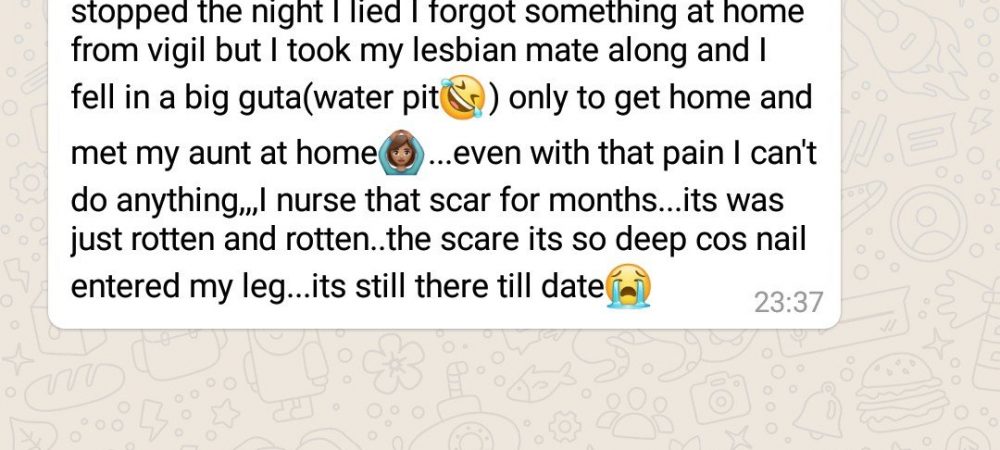 stopped the night I lied I forgot something at home
from vigil but I took my lesbian mate along and I
fell in a big guta(water pit🤣) only to get home and
met my aunt at home🙆🏽‍♀️...even with that pain I can't
do anything,,,I nurse that scar for months...its was
just rotten and rotten..the scare its so deep cos nail
entered my leg...its still there till date😭
23:37